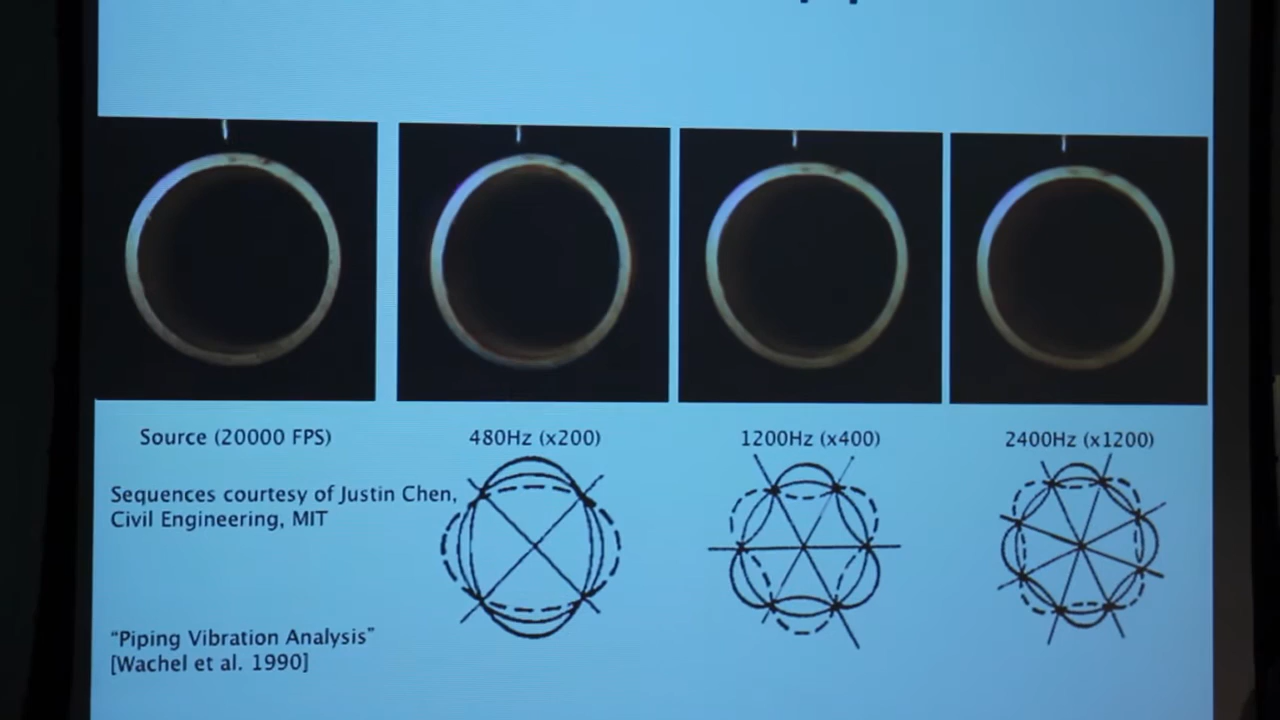 Source (20000 FPS)
480Hz (x200)
1200Hz (x400)
2400Hz (x1200)
Sequences courtesy of Justin Chen,
Civil Engineering, MIT
“Piping Vibration Analysis”
[Wachel et al. 1990]